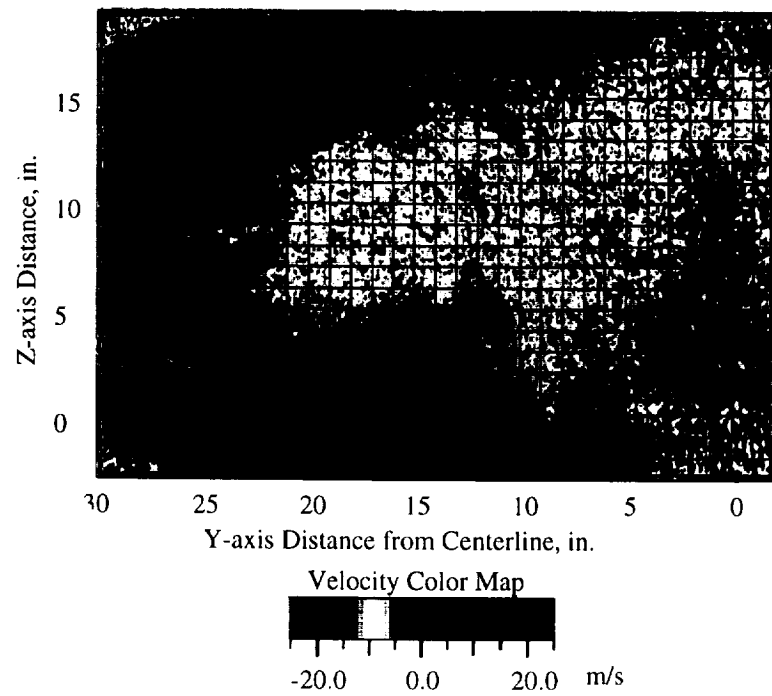 15
10
5
0
Z-axis Distance, in.
30 25 20 15 10 5 0
Y-axis Distance from Centerline, in.
Velocity Color Map
-20.0 0.0 20.0 m/s